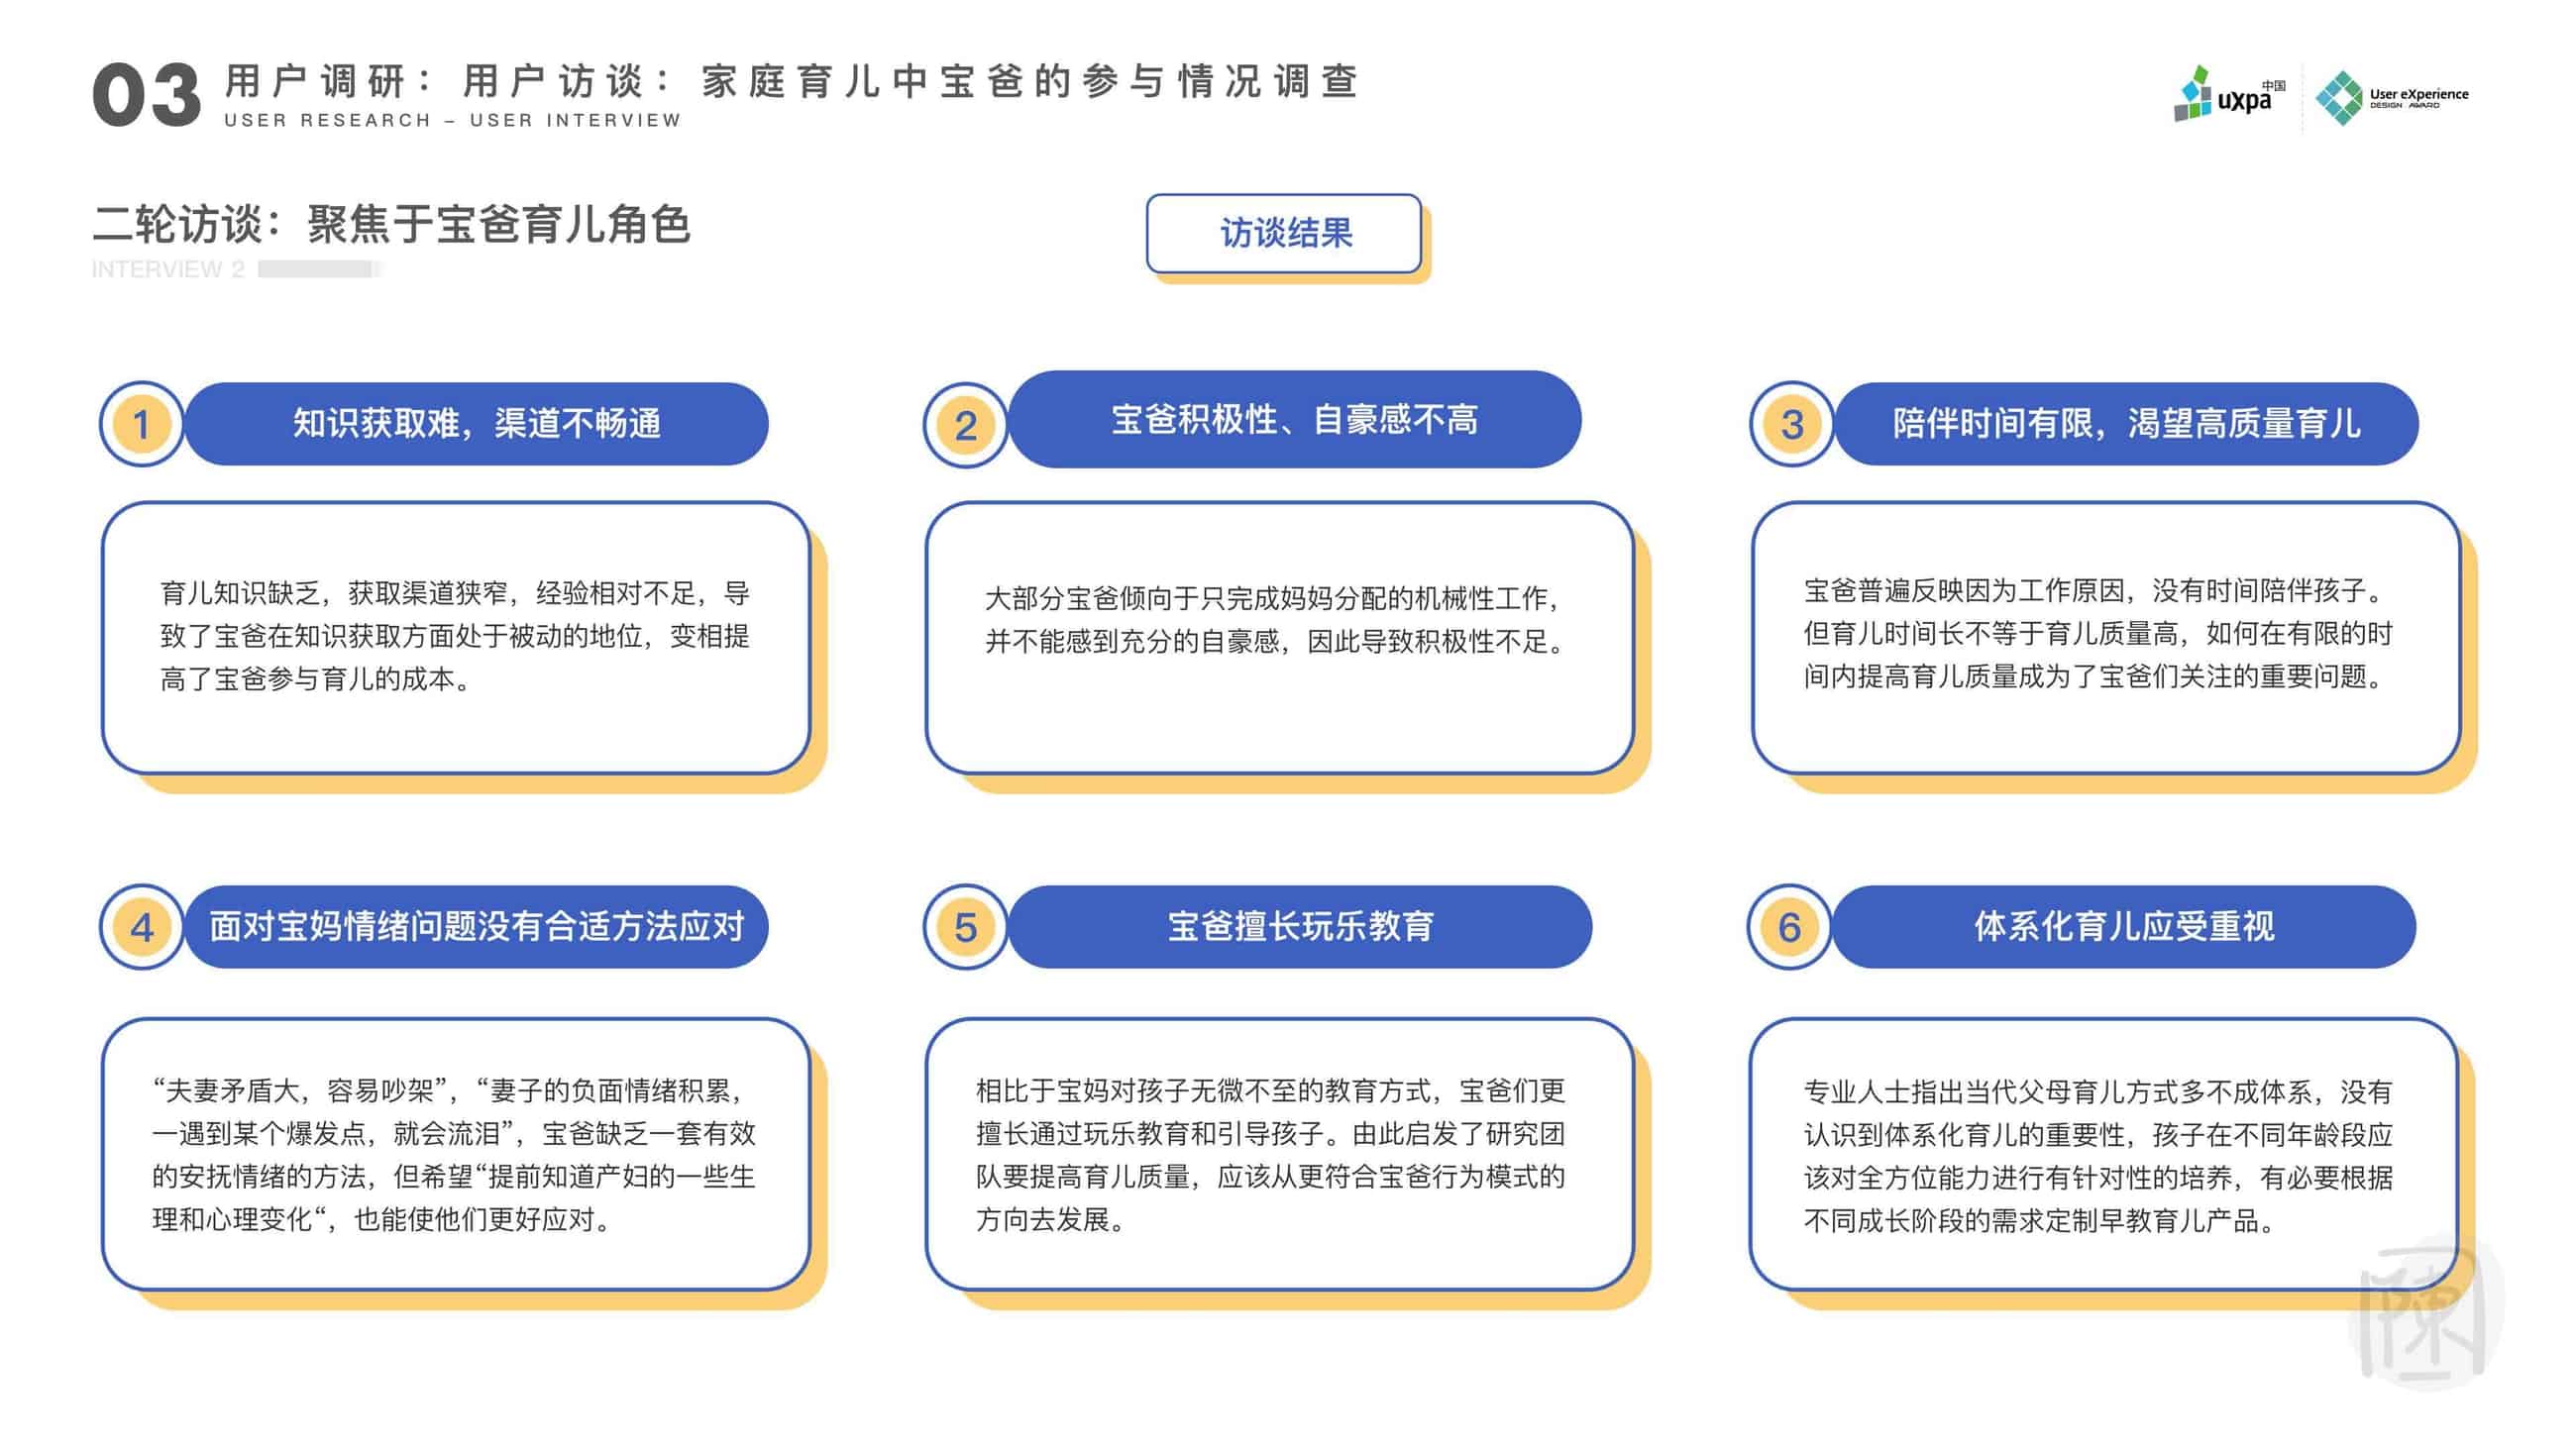 03 用户调研：用户访谈：家庭育儿中宝爸的参与情况调查
USER RESEARCH – USER INTERVIEW
uxpa 中国
User eXperience
DESIGN AWARD
二轮访谈：聚焦于宝爸育儿角色
INTERVIEW 2
访谈结果
1 知识获取难，渠道不畅通
育儿知识缺乏，获取渠道狭窄，经验相对不足，导
致了宝爸在知识获取方面处于被动的地位，变相提
高了宝爸参与育儿的成本。
2 宝爸积极性、自豪感不高
大部分宝爸倾向于只完成妈妈分配的机械性工作，
并不能感到充分的自豪感，因此导致积极性不足。
3 陪伴时间有限，渴望高质量育儿
宝爸普遍反映因为工作原因，没有时间陪伴孩子。
但育儿时间长不等于育儿质量高，如何在有限的时
间内提高育儿质量成为了宝爸们关注的重要问题。
4 面对宝妈情绪问题没有合适方法应对
“夫妻矛盾大，容易吵架”，“妻子的负面情绪积累，
一遇到某个爆发点，就会流泪”，宝爸缺乏一套有效
的安抚情绪的方法，但希望“提前知道产妇的一些生
理和心理变化“，也能使他们更好应对。
5 宝爸擅长玩乐教育
相比于宝妈对孩子无微不至的教育方式，宝爸们更
擅长通过玩乐教育和引导孩子。由此启发了研究团
队要提高育儿质量，应该从更符合宝爸行为模式的
方向去发展。
6 体系化育儿应受重视
专业人士指出当代父母育儿方式多不成体系，没有
认识到体系化育儿的重要性，孩子在不同年龄段应
该对全方位能力进行有针对性的培养，有必要根据
不同成长阶段的需求定制早教育儿产品。
陳